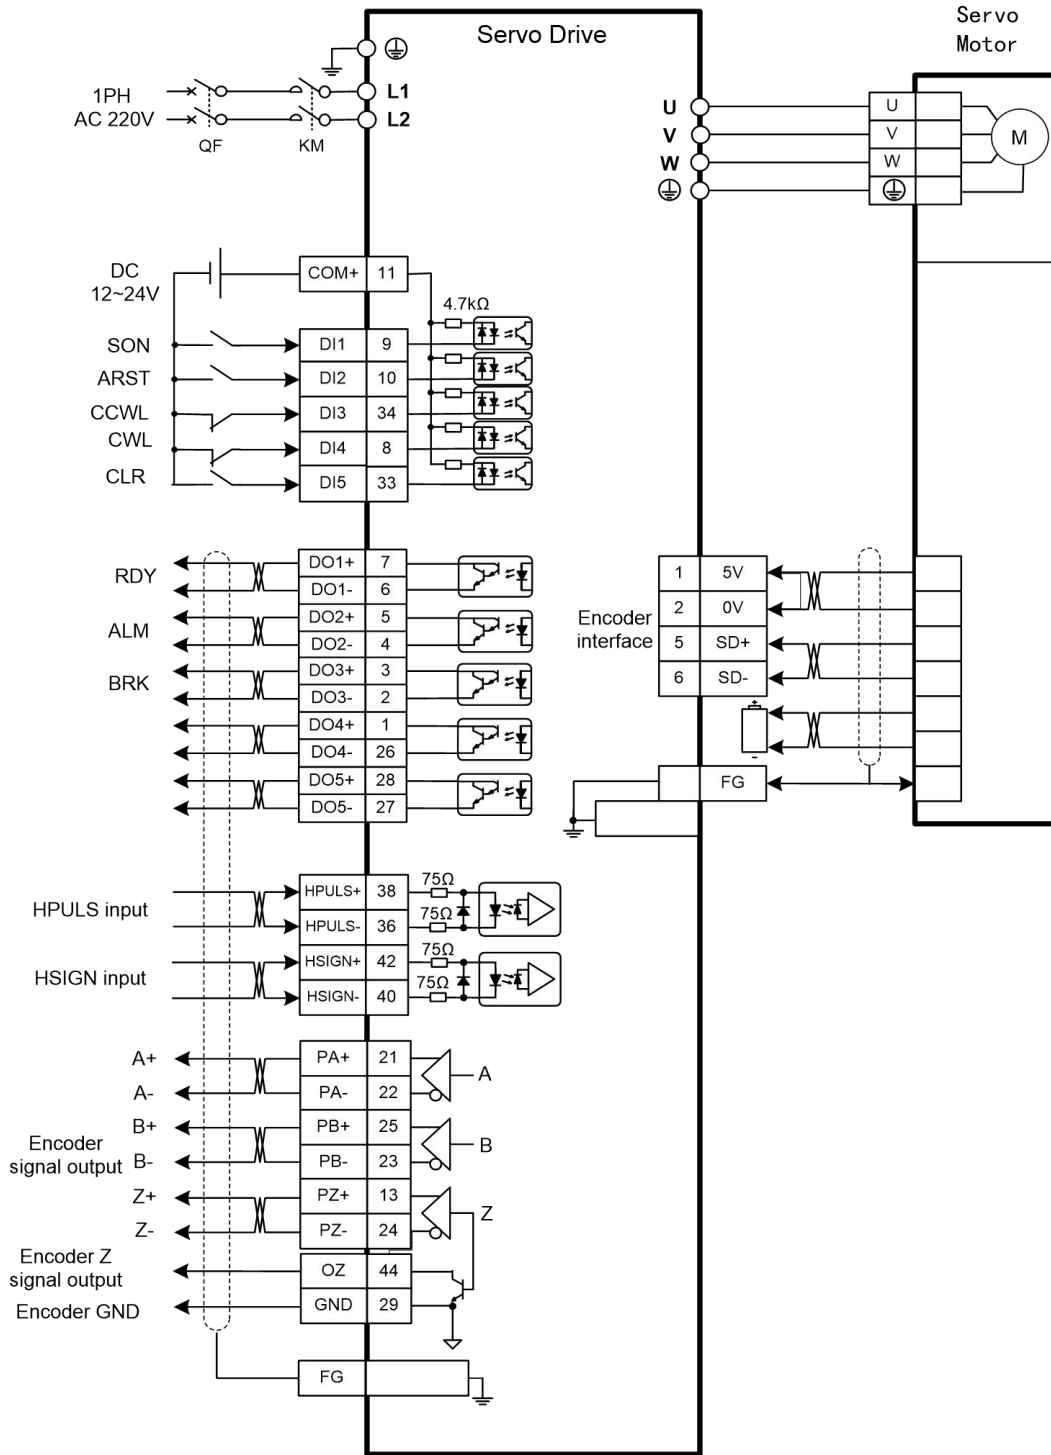 Servo Drive
Servo
Motor
1PH
AC 220V
QF
KM
L1
L2
U
V
W
U
V
W
M
DC
12~24V
COM+ 11
4.7kΩ
SON DI1 9
ARST DI2 10
CCWL DI3 34
CWL DI4 8
CLR DI5 33
RDY
DO1+ 7
DO1- 6
ALM
DO2+ 5
DO2- 4
BRK
DO3+ 3
DO3- 2
DO4+ 1
DO4- 26
DO5+ 28
DO5- 27
Encoder
interface
1 5V
2 0V
5 SD+
6 SD-
+
-
FG
HPULS input
HPULS+ 38 75Ω
HPULS- 36 75Ω
HSIGN input
HSIGN+ 42 75Ω
HSIGN- 40 75Ω
A+ PA+ 21
A- PA- 22
A
B+ PB+ 25
B- PB- 23
B
Encoder
signal output
Z+ PZ+ 13
Z- PZ- 24
Z
Encoder Z
signal output
OZ 44
Encoder GND GND 29
FG